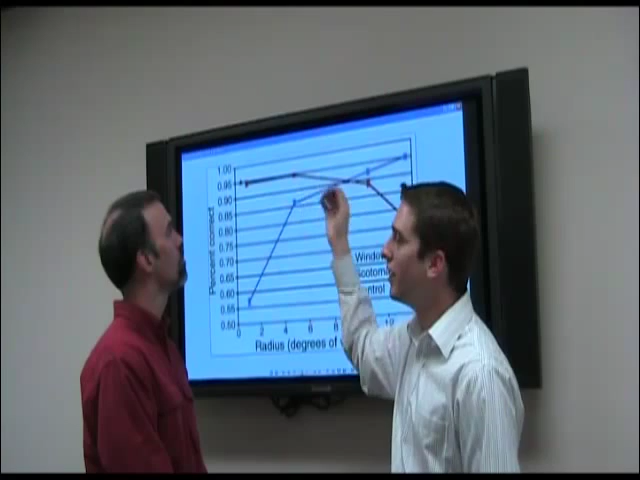 1.00
0.95
0.90
0.85
0.80
0.75
0.70
0.65
0.60
0.55
0.50
Percent correct
0 2 4 6 8 10
Radius (degrees of
Windo
Scotoma
ntrol